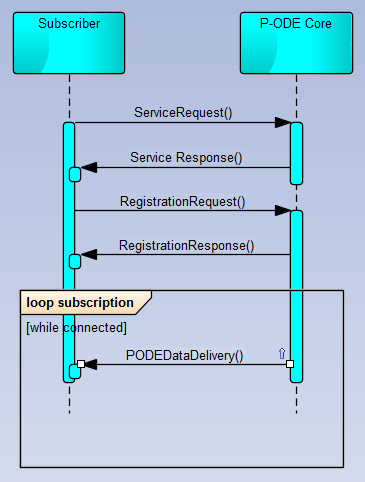 Subscriber
P-ODE Core
ServiceRequest()
Service Response()
RegistrationRequest()
RegistrationResponse()
loop subscription
[while connected]
PODEDataDelivery()